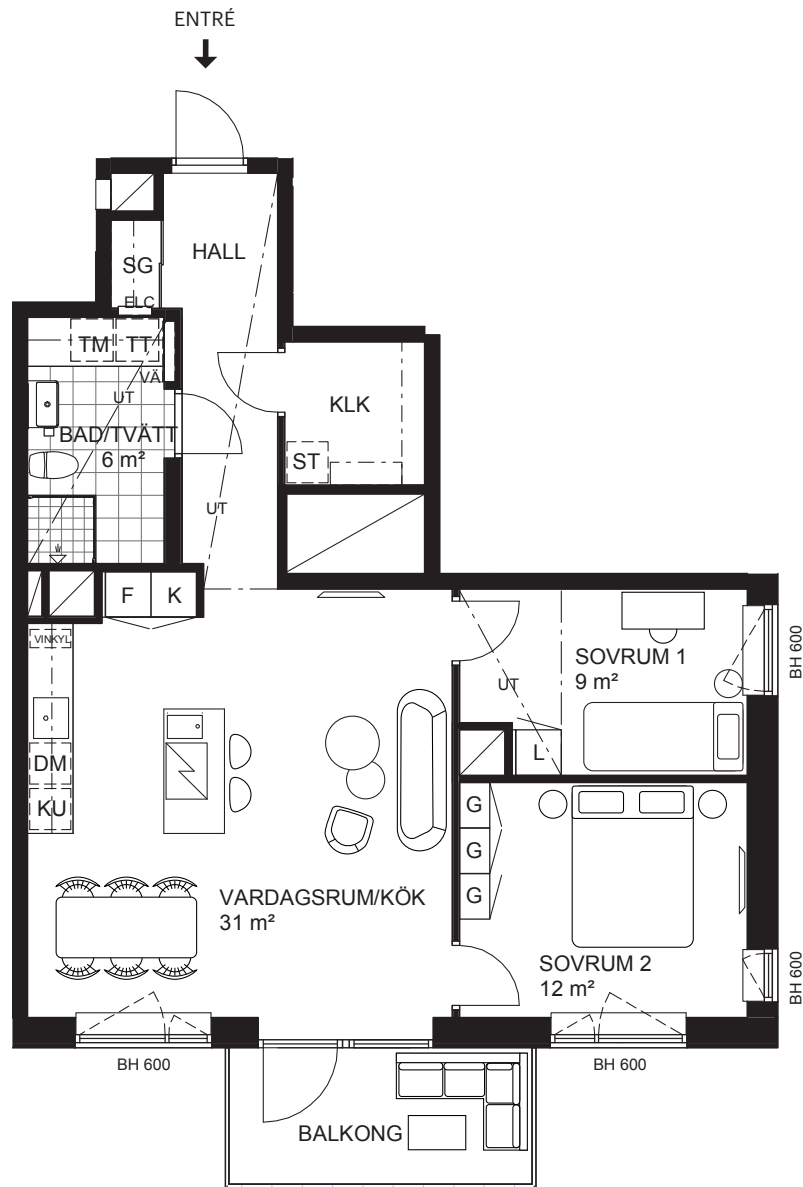 ENTRÉ
HALL
SG
ELC
TM TT
VÄ
UT
BAD/TVÄTT
6 m²
KLK
ST
UT
F K
VINKYL
DM
KU
SOVRUM 1
9 m²
UT
L
BH 600
G
G
G
VARDAGSRUM/KÖK
31 m²
SOVRUM 2
12 m²
BH 600
BH 600
BH 600
BALKONG